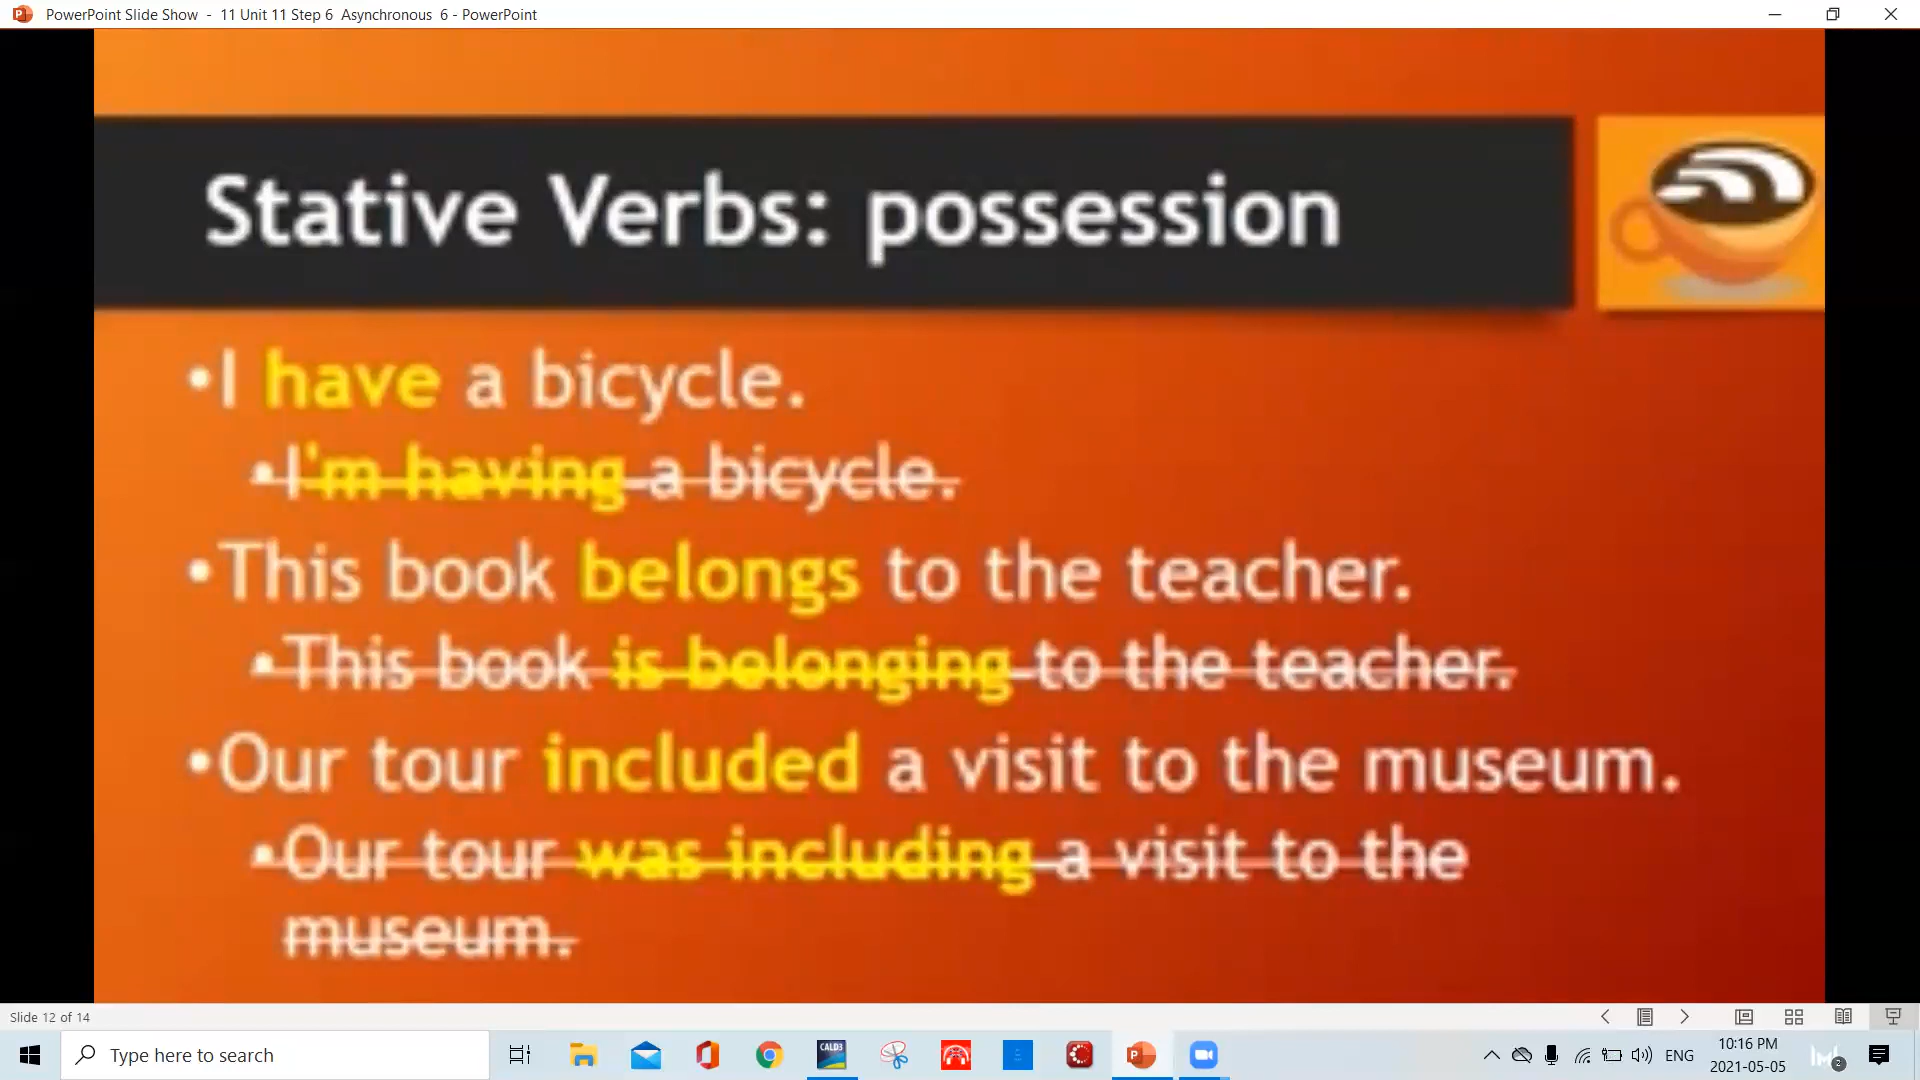 PowerPoint Slide Show - 11 Unit 11 Step 6 Asynchronous 6 - PowerPoint
Stative Verbs: possession
•I have a bicycle.
•I'm having a bicycle.
•This book belongs to the teacher.
•This book is belonging to the teacher.
•Our tour included a visit to the museum.
•Our tour was including a visit to the
museum.
Slide 12 of 14
Type here to search
CALD3
ENG
10:16 PM
2021-05-05
2